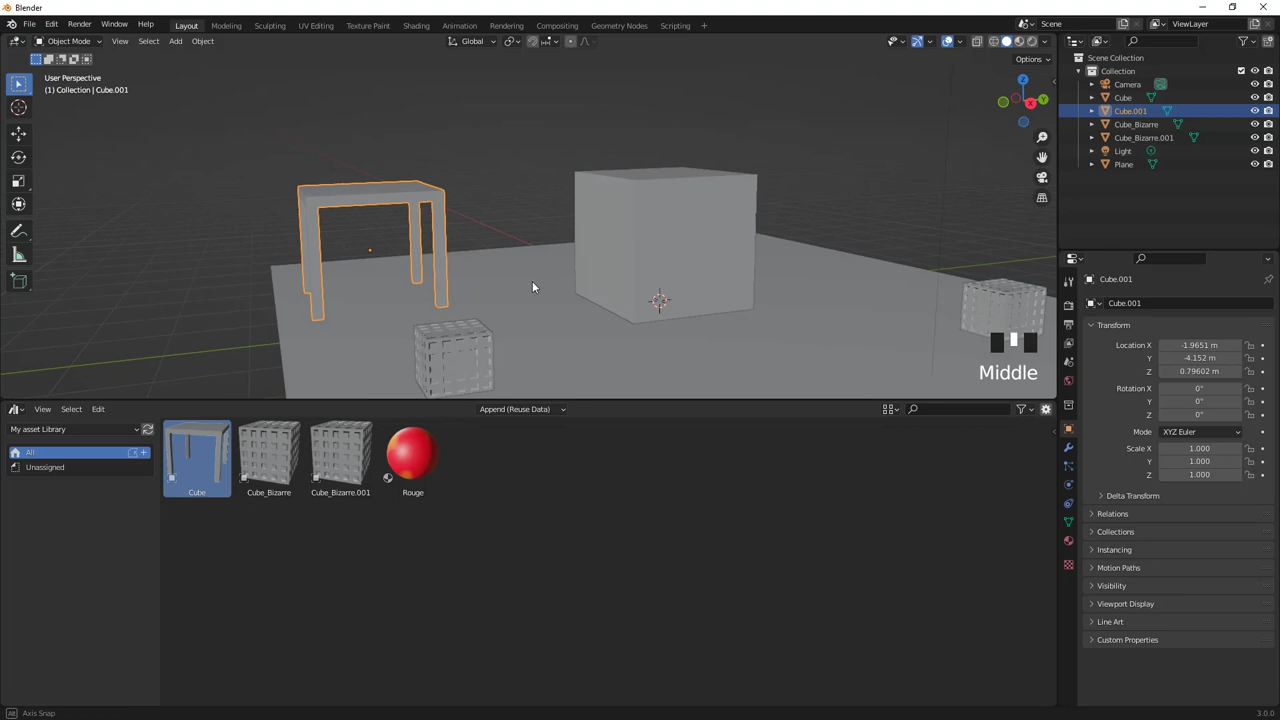 Blender
File Edit Render Window Help Layout Modeling Sculpting UV Editing Texture Paint Shading Animation Rendering Compositing Geometry Nodes Scripting + Scene ViewLayer
Object Mode View Select Add Object Global
Options
User Perspective
(1) Collection | Cube.001
Z
Y
X
Scene Collection
Collection
Camera
Cube
Cube.001
Cube_Bizarre
Cube_Bizarre.001
Light
Plane
Middle
Cube.001
Cube.001
Transform
Location X -1.9651 m
Y -4.152 m
Z 0.79602 m
Rotation X 0°
Y 0°
Z 0°
Mode XYZ Euler
Scale X 1.000
Y 1.000
Z 1.000
Delta Transform
Relations
Collections
Instancing
Motion Paths
Visibility
Viewport Display
Line Art
Custom Properties
View Select Edit Append (Reuse Data)
My asset Library
All
Unassigned
Cube Cube_Bizarre Cube_Bizarre.001 Rouge
Alt Axis Snap 3.0.0